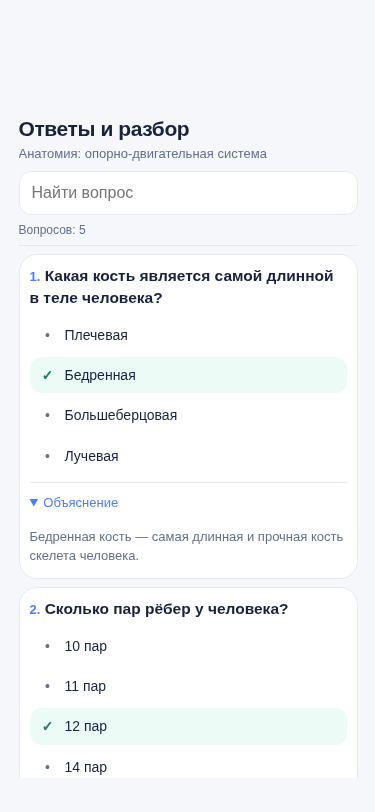 Ответы и разбор
Анатомия: опорно-двигательная система
Найти вопрос
Вопросов: 5
1. Какая кость является самой длинной
в теле человека?
• Плечевая
✓ Бедренная
• Большеберцовая
• Лучевая
▼ Объяснение
Бедренная кость — самая длинная и прочная кость
скелета человека.
2. Сколько пар рёбер у человека?
• 10 пар
• 11 пар
✓ 12 пар
• 14 пар